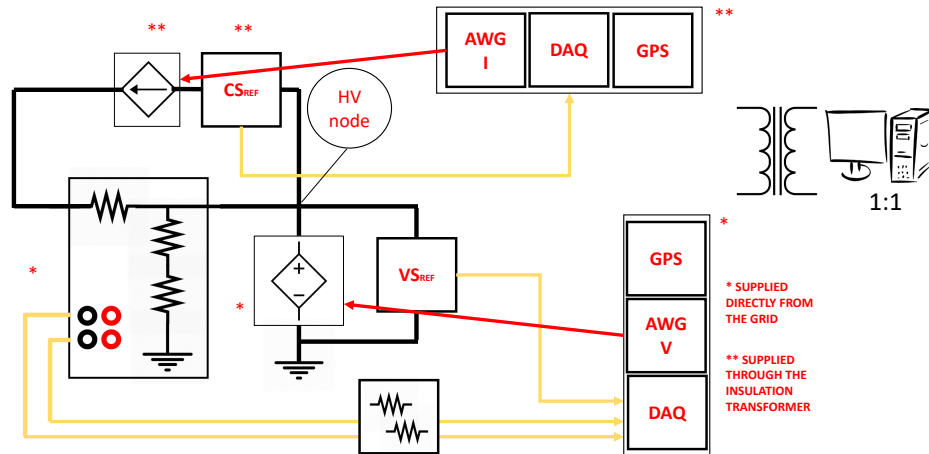 **
**
**
AWG
I
DAQ
GPS
CSREF
HV
node
1:1
*
*
*
+
−
VSREF
GPS
AWG
V
DAQ
* SUPPLIED
DIRECTLY FROM
THE GRID
** SUPPLIED
THROUGH THE
INSULATION
TRANSFORMER